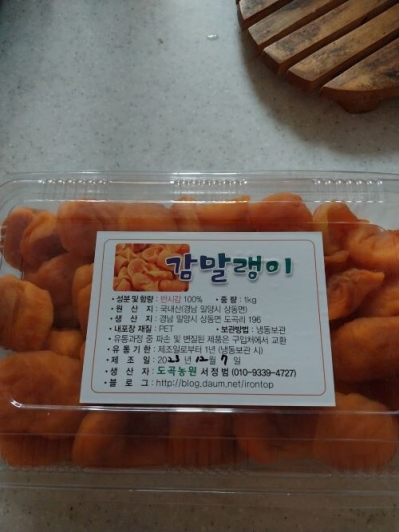 감말랭이
• 성분 및 함량 : 반시감 100% • 중 량 : 1kg
• 원 산 지 : 국내산(경남 밀양시 상동면)
• 생 산 지 : 경남 밀양시 상동면 도곡리 196
• 내포장 재질 : PET • 보관방법 : 냉동보관
• 유통과정 중 파손 및 변질된 제품은 구입처에서 교환
• 유 통 기 한 : 제조일로부터 1년 (냉동보관 시)
• 제 조 일 : 2023 년 12 월 7 일
• 생 산 자 : 도곡농원 서정범 (010-9339-4727)
• 블 로 그 : http://blog.daum.net/irontop